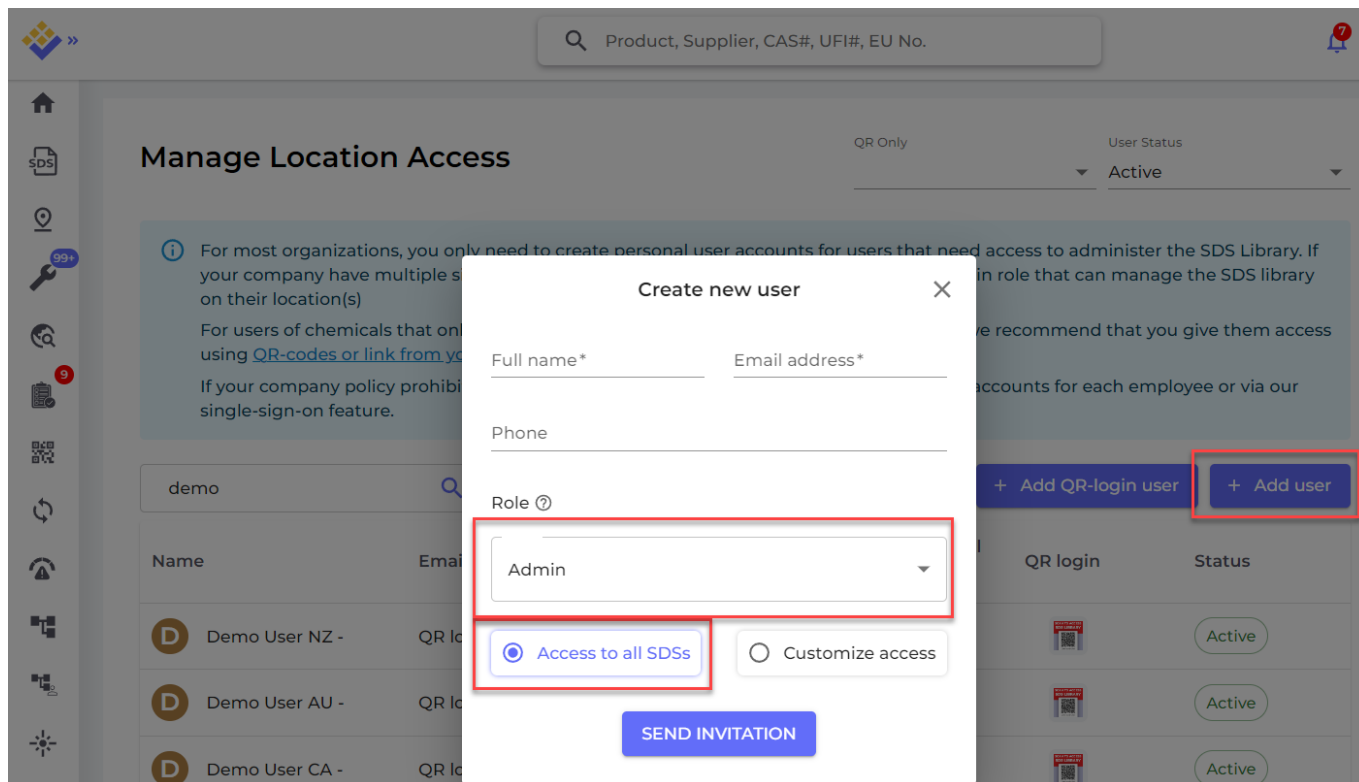 »
Product, Supplier, CAS#, UFI#, EU No.
7
SDS
99+
9
Manage Location Access
QR Only
User Status
Active
For most organizations, you only need to create personal user accounts for users that need access to administer the SDS Library. If
your company have multiple s in role that can manage the SDS library
on their location(s)
For users of chemicals that onl e recommend that you give them access
using QR-codes or link from yo
If your company policy prohibi accounts for each employee or via our
single-sign-on feature.
demo
+ Add QR-login user
+ Add user
Name
Emai
QR login
Status
D Demo User NZ - QR lo Active
D Demo User AU - QR lo Active
D Demo User CA - QR lo Active
Create new user
Full name*
Email address*
Phone
Role ?
Admin
Access to all SDSs
Customize access
SEND INVITATION